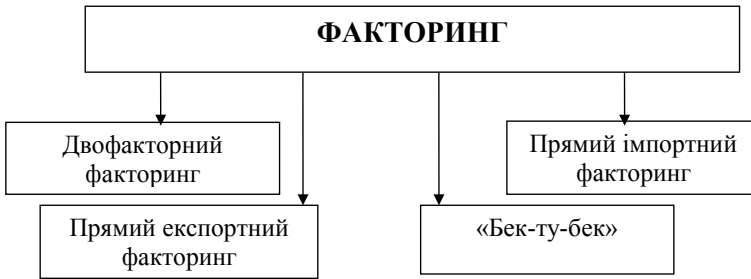 ФАКТОРИНГ
Двофакторний
факторинг
Прямий імпортний
факторинг
Прямий експортний
факторинг
«Бек-ту-бек»